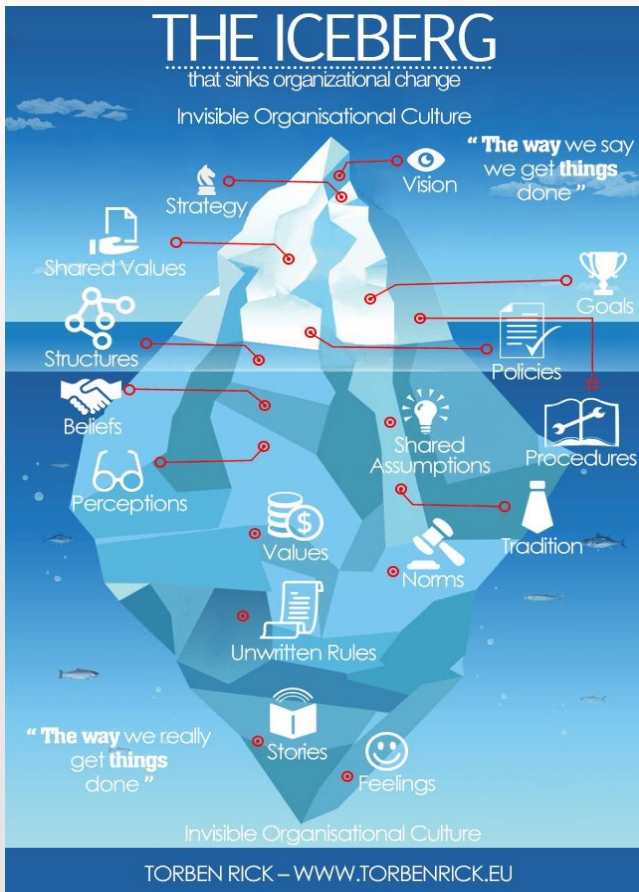 THE ICEBERG
that sinks organizational change
Invisible Organisational Culture
“ The way we say
we get things
done ”
Vision
Strategy
Shared Values
Goals
Structures
Policies
Beliefs
Shared
Assumptions
Procedures
Perceptions
Tradition
Values
Norms
Unwritten Rules
Stories
“ The way we really
get things
done ”
Feelings
Invisible Organisational Culture
TORBEN RICK – WWW.TORBENRICK.EU